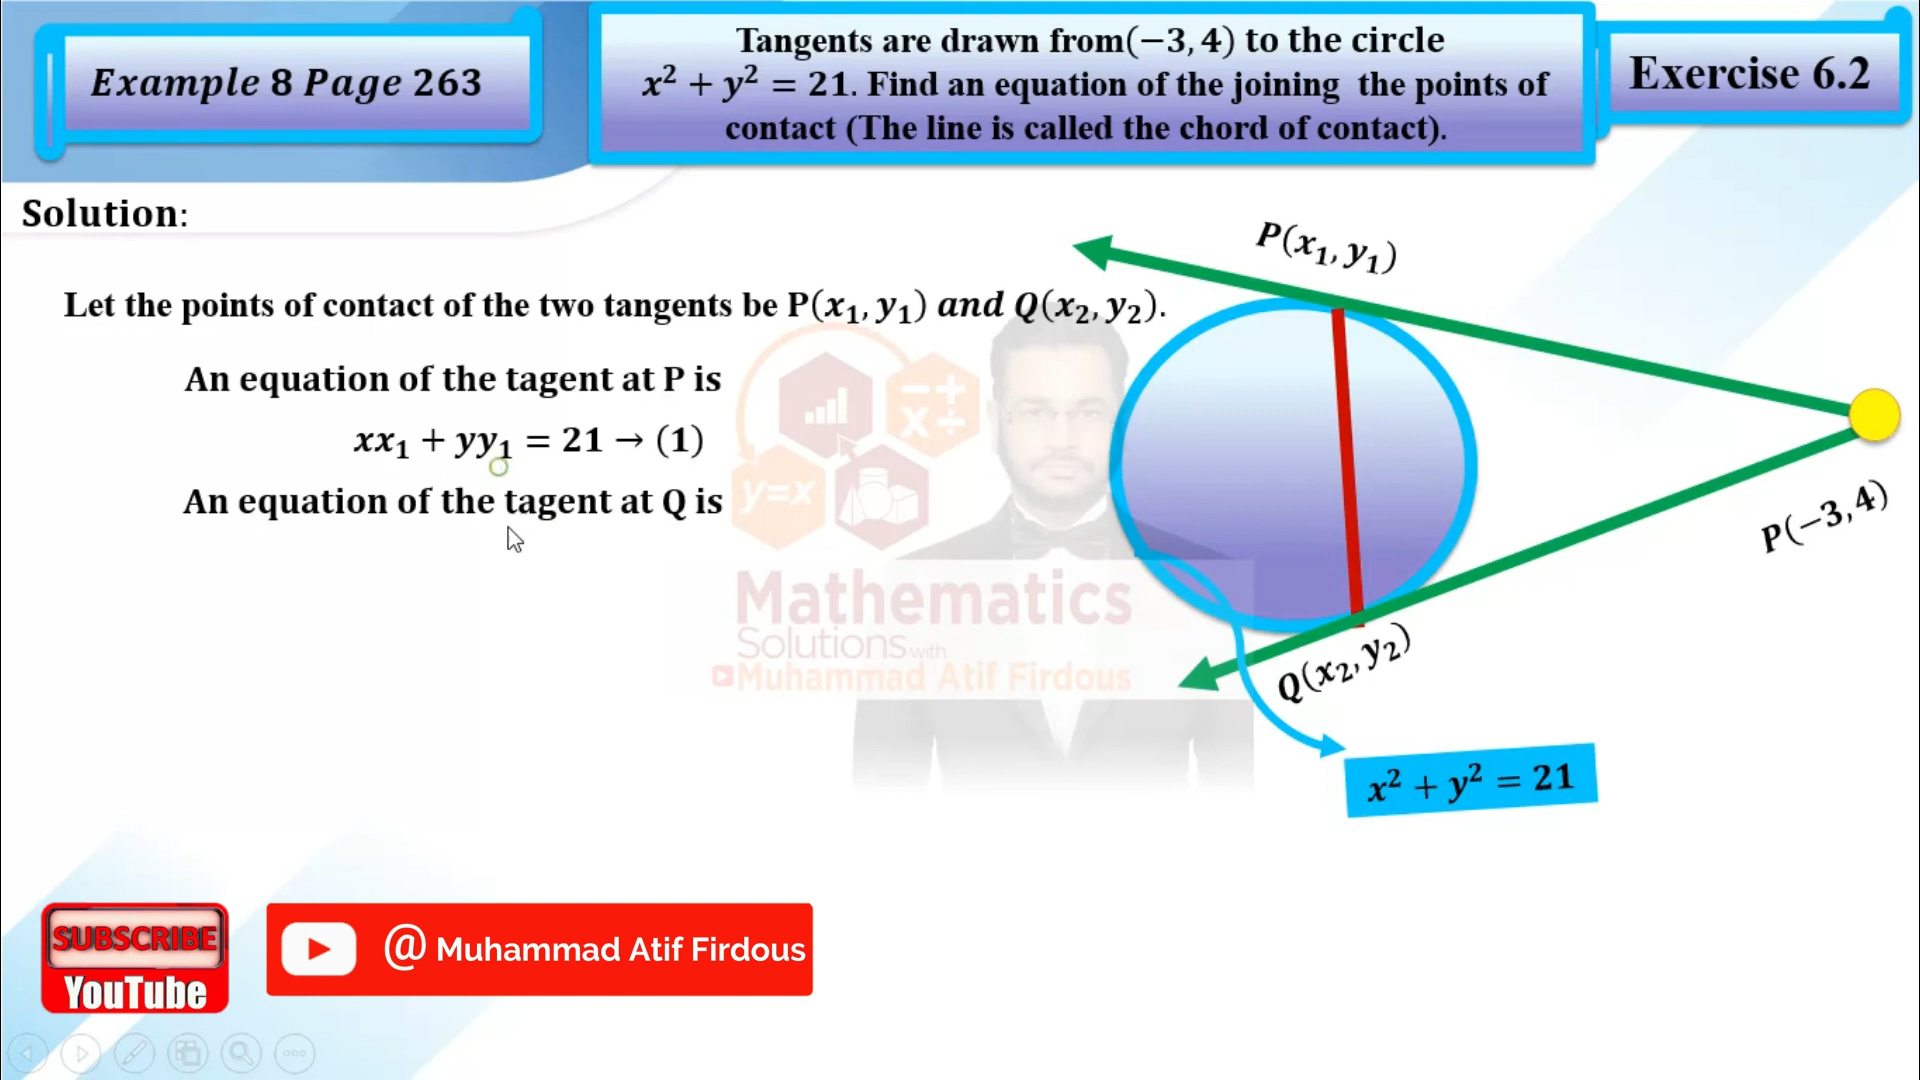 Example 8 Page 263
Tangents are drawn from(−3, 4) to the circle
x² + y² = 21. Find an equation of the joining the points of
contact (The line is called the chord of contact).
Exercise 6.2
Solution:
Let the points of contact of the two tangents be P(x₁, y₁) and Q(x₂, y₂).
An equation of the tagent at P is
xx₁ + yy₁ = 21 → (1)
An equation of the tagent at Q is
P(x₁, y₁)
P(−3, 4)
Q(x₂, y₂)
x² + y² = 21
−+
×÷
y=x
Mathematics
Solutions with
Muhammad Atif Firdous
SUBSCRIBE
YouTube
@ Muhammad Atif Firdous